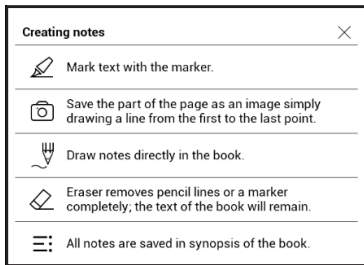 Creating notes
Mark text with the marker.
Save the part of the page as an image simply
drawing a line from the first to the last point.
Draw notes directly in the book.
Eraser removes pencil lines or a marker
completely; the text of the book will remain.
All notes are saved in synopsis of the book.